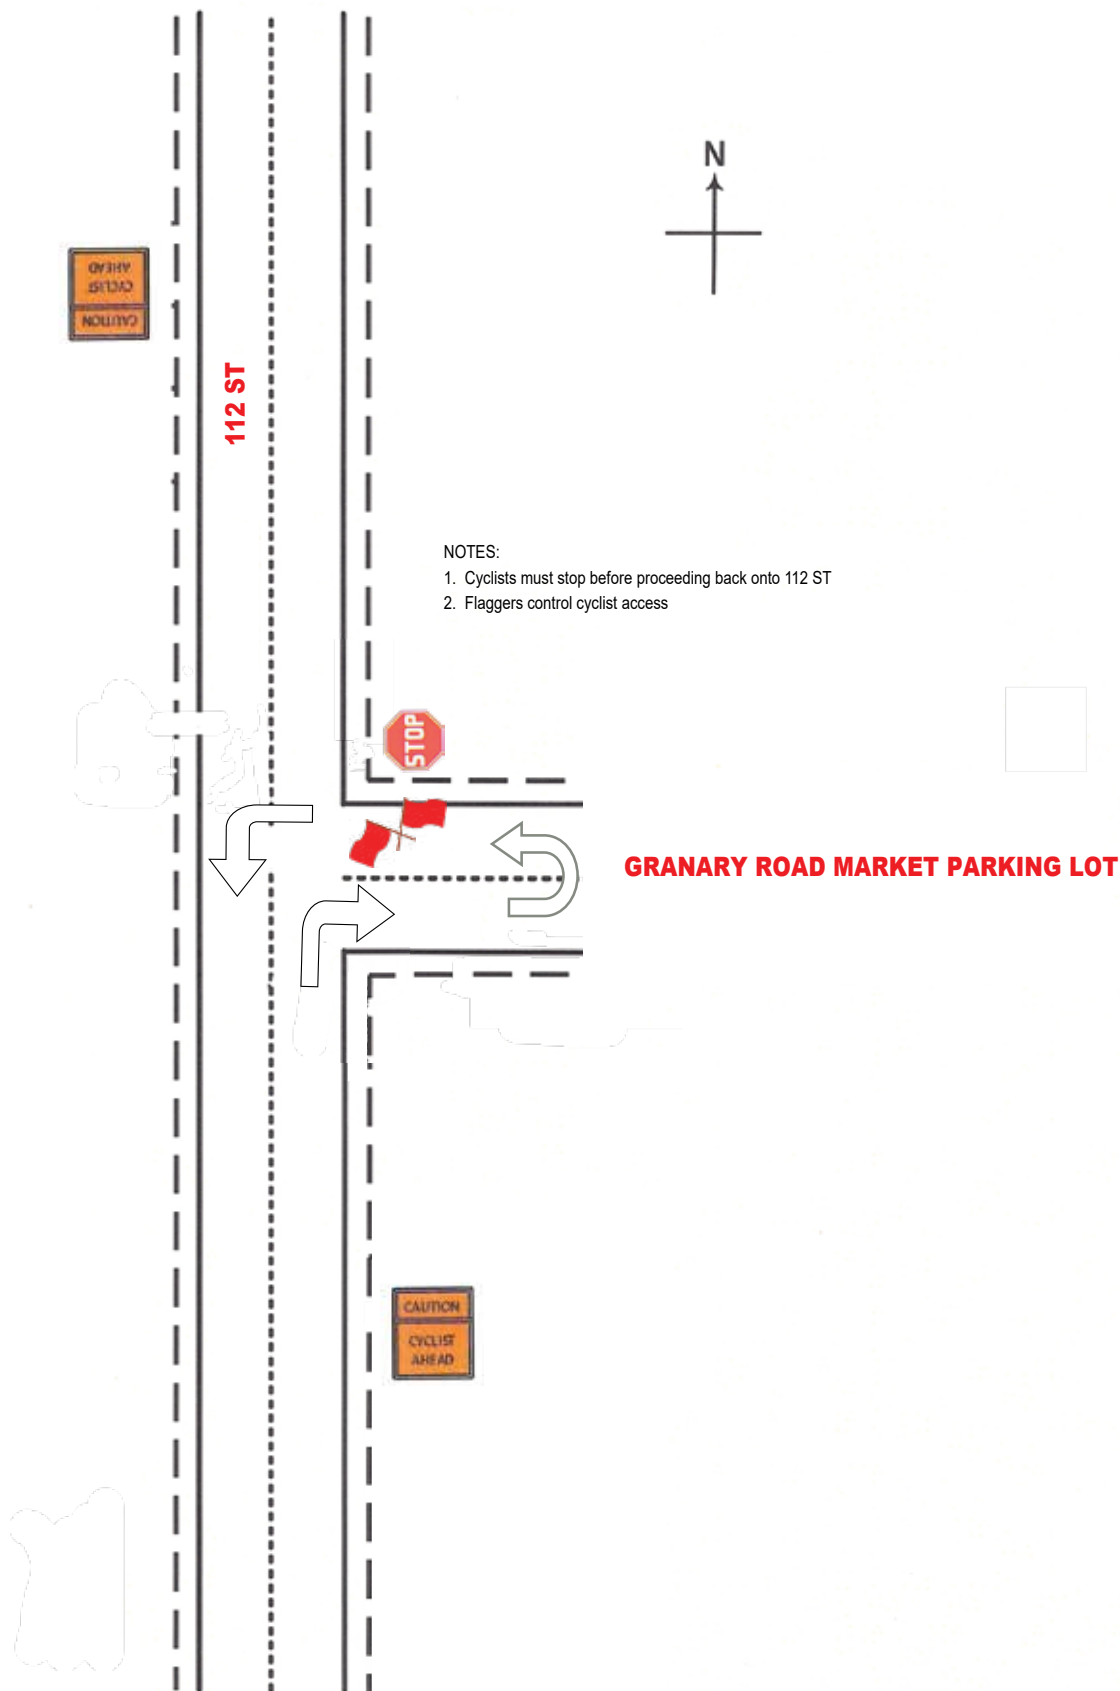 N
CAUTION
CYCLIST
AHEAD
112 ST
NOTES:
1. Cyclists must stop before proceeding back onto 112 ST
2. Flaggers control cyclist access
STOP
GRANARY ROAD MARKET PARKING LOT
CAUTION
CYCLIST
AHEAD